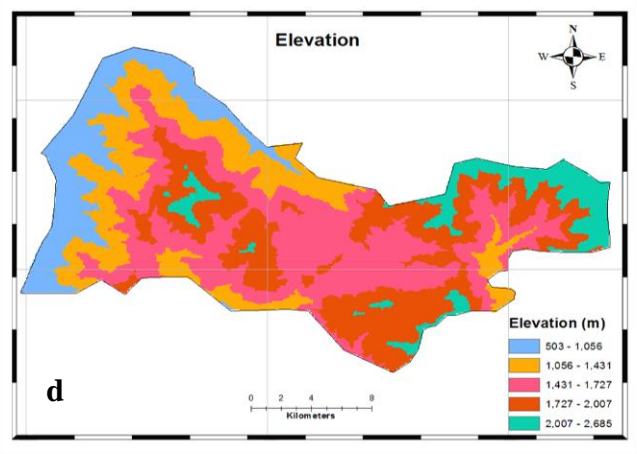 Elevation
N
W E
S
Elevation (m)
503 - 1,056
1,056 - 1,431
1,431 - 1,727
1,727 - 2,007
2,007 - 2,685
d
0 2 4 8
Kilometers